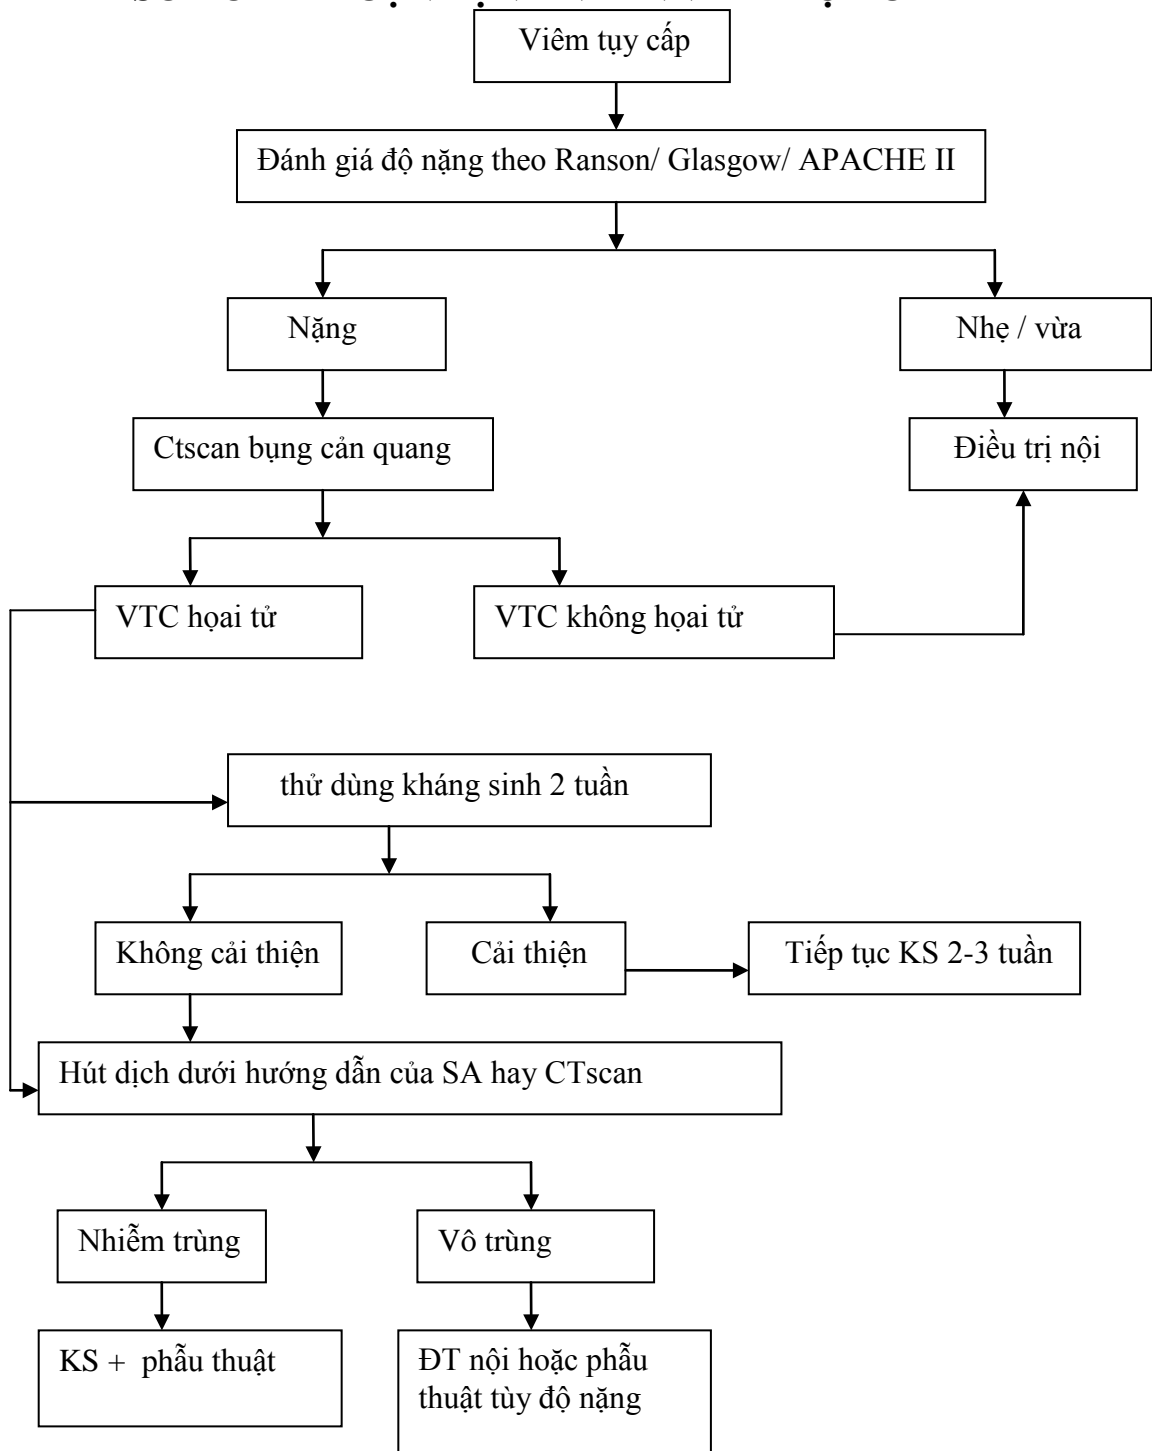 Viêm tụy cấp
Đánh giá độ nặng theo Ranson/ Glasgow/ APACHE II
Nặng
Nhẹ / vừa
Ctscan bụng cản quang
Điều trị nội
VTC họai tử
VTC không họai tử
thử dùng kháng sinh 2 tuần
Không cải thiện
Cải thiện
Tiếp tục KS 2-3 tuần
Hút dịch dưới hướng dẫn của SA hay CTscan
Nhiễm trùng
Vô trùng
KS + phẫu thuật
ĐT nội hoặc phẫu
thuật tùy độ nặng